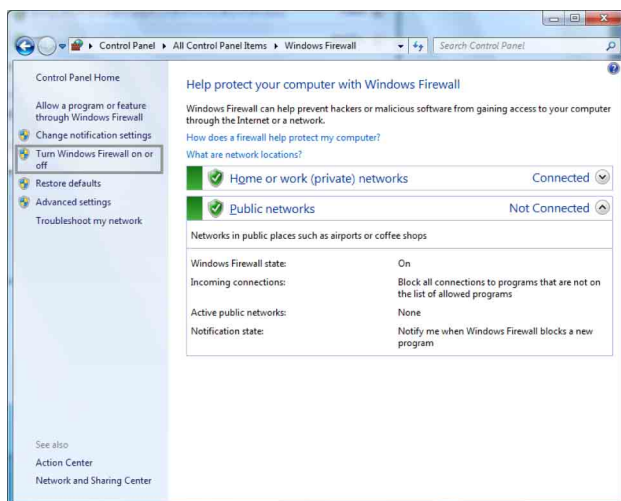 Control Panel ▸ All Control Panel Items ▸ Windows Firewall
Search Control Panel
Control Panel Home
Allow a program or feature
through Windows Firewall
Change notification settings
Turn Windows Firewall on or
off
Restore defaults
Advanced settings
Troubleshoot my network
See also
Action Center
Network and Sharing Center
Help protect your computer with Windows Firewall
Windows Firewall can help prevent hackers or malicious software from gaining access to your computer
through the Internet or a network.
How does a firewall help protect my computer?
What are network locations?
Home or work (private) networks Connected
Public networks Not Connected
Networks in public places such as airports or coffee shops
Windows Firewall state: On
Incoming connections: Block all connections to programs that are not on
the list of allowed programs
Active public networks: None
Notification state: Notify me when Windows Firewall blocks a new
program